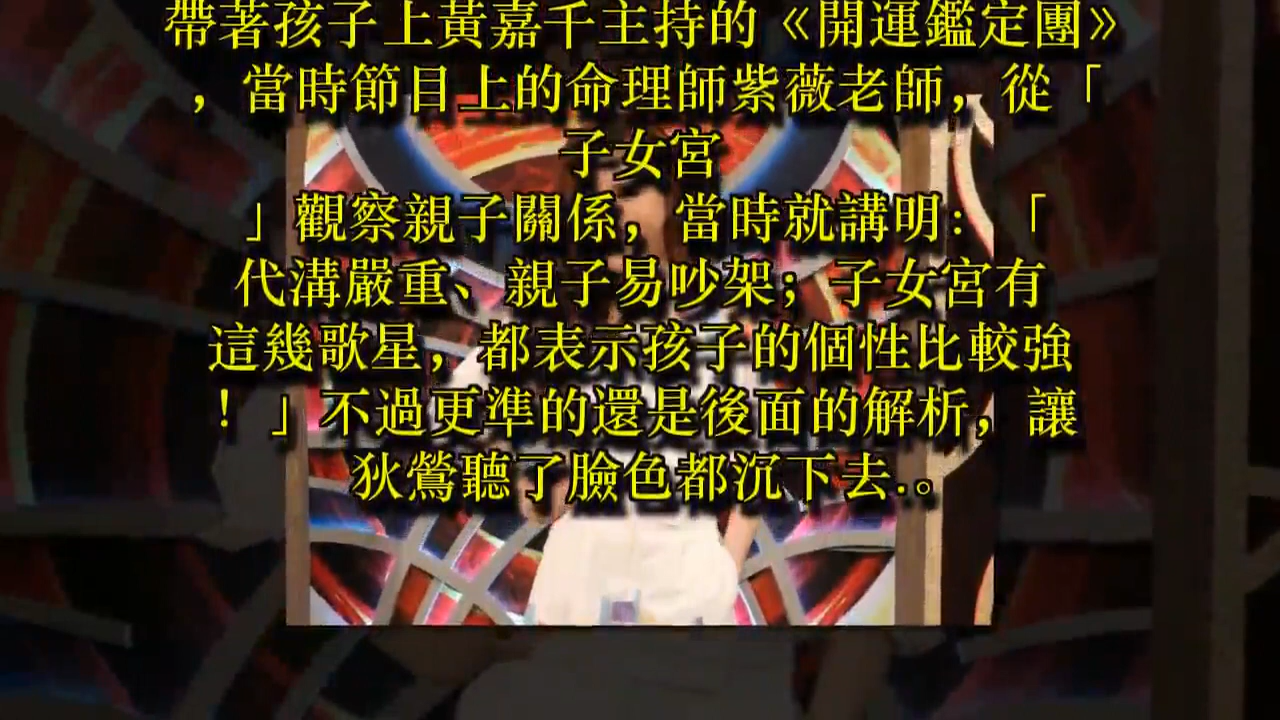 帶著孩子上黃嘉千主持的《開運鑑定團》
，當時節目上的命理師紫薇老師，從「
子女宮
」觀察親子關係，當時就講明：「
代溝嚴重、親子易吵架；子女宮有
這幾歌星，都表示孩子的個性比較強
！」不過更準的還是後面的解析，讓
狄鶯聽了臉色都沉下去.。